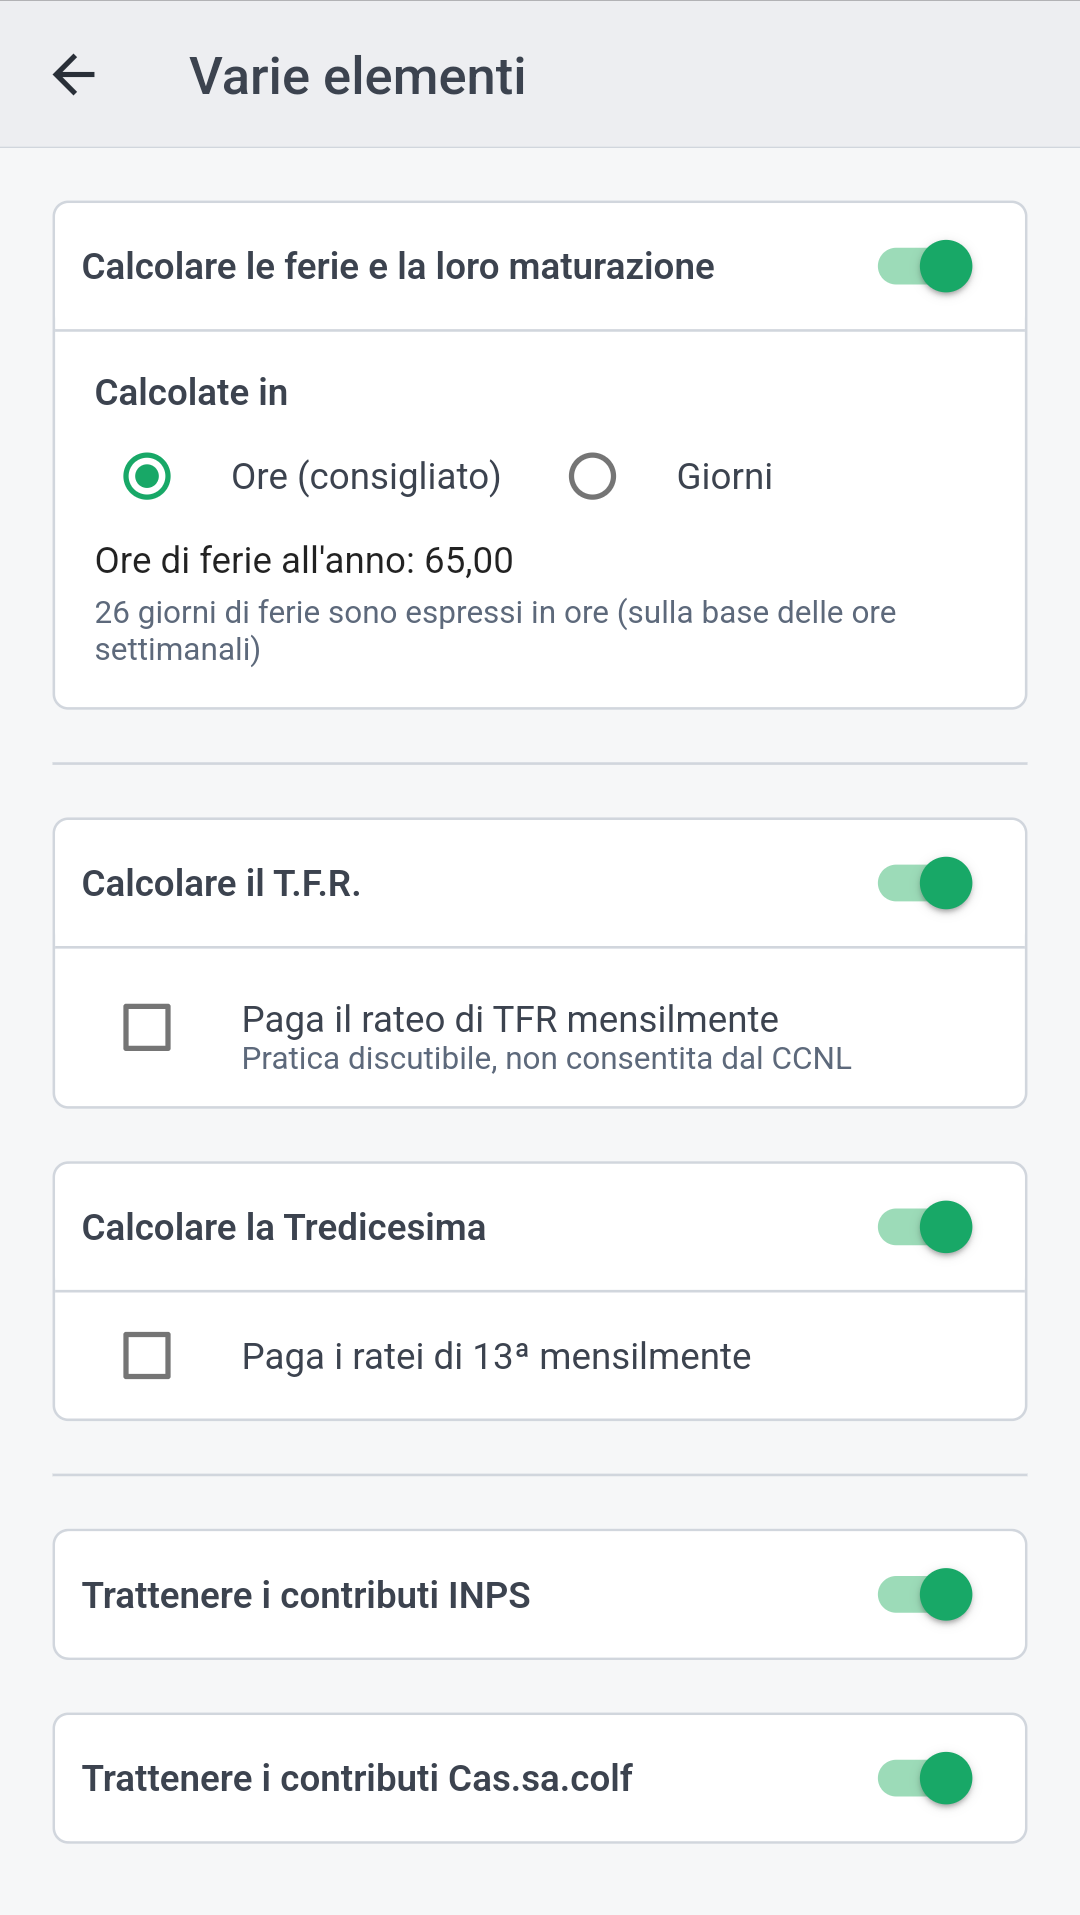 Varie elementi
Calcolare le ferie e la loro maturazione
Calcolate in
Ore (consigliato)
Giorni
Ore di ferie all'anno: 65,00
26 giorni di ferie sono espressi in ore (sulla base delle ore
settimanali)
Calcolare il T.F.R.
Paga il rateo di TFR mensilmente
Pratica discutibile, non consentita dal CCNL
Calcolare la Tredicesima
Paga i ratei di 13ª mensilmente
Trattenere i contributi INPS
Trattenere i contributi Cas.sa.colf